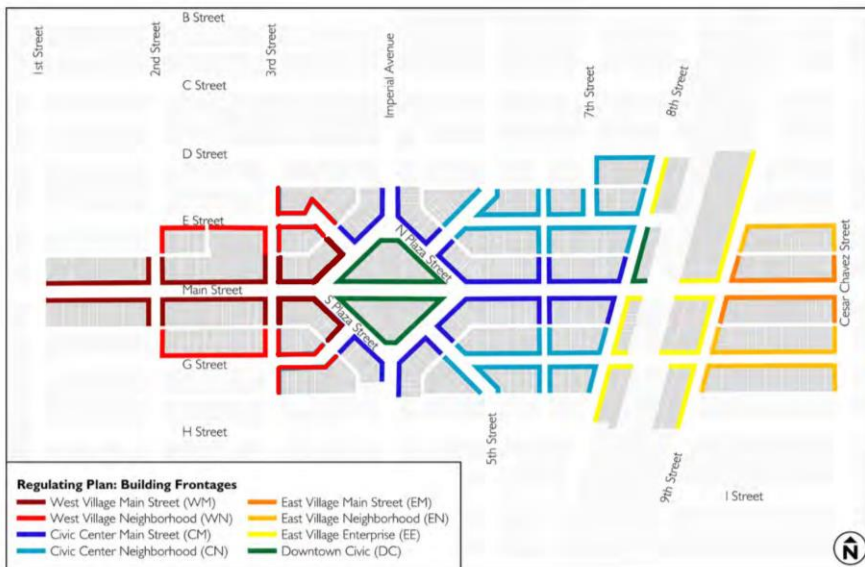 B Street
1st Street
2nd Street
3rd Street
Imperial Avenue
7th Street
8th Street
C Street
D Street
E Street
N Plaza Street
Main Street
S Plaza Street
Cesar Chavez Street
G Street
H Street
5th Street
9th Street
I Street
Regulating Plan: Building Frontages
West Village Main Street (WM)
East Village Main Street (EM)
West Village Neighborhood (WN)
East Village Neighborhood (EN)
Civic Center Main Street (CM)
East Village Enterprise (EE)
Civic Center Neighborhood (CN)
Downtown Civic (DC)
N